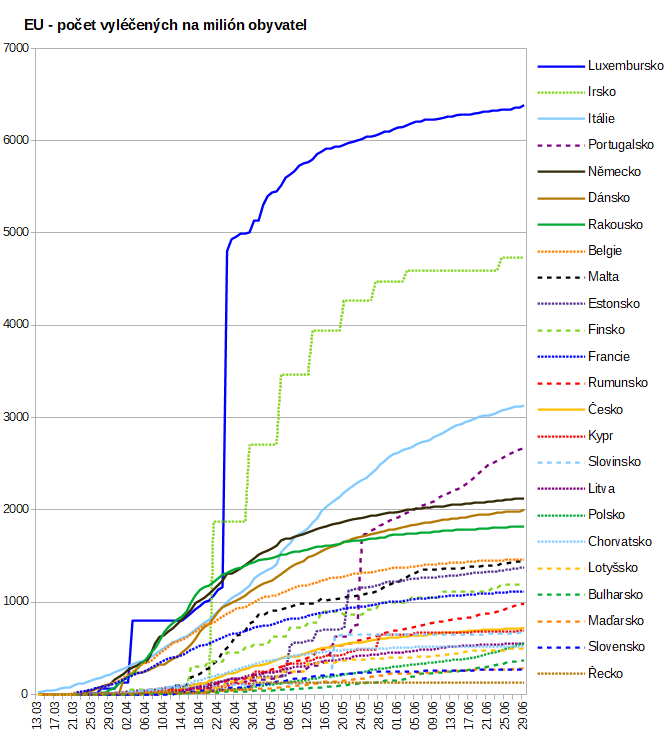 EU - počet vyléčených na milión obyvatel
7000
6000
5000
4000
3000
2000
1000
0
13.03
17.03
21.03
25.03
29.03
02.04
06.04
10.04
14.04
18.04
22.04
26.04
30.04
04.05
08.05
12.05
16.05
20.05
24.05
28.05
01.06
05.06
09.06
13.06
17.06
21.06
25.06
29.06
Luxembursko
Irsko
Itálie
Portugalsko
Německo
Dánsko
Rakousko
Belgie
Malta
Estonsko
Finsko
Francie
Rumunsko
Česko
Kypr
Slovinsko
Litva
Polsko
Chorvatsko
Lotyšsko
Bulharsko
Maďarsko
Slovensko
Řecko